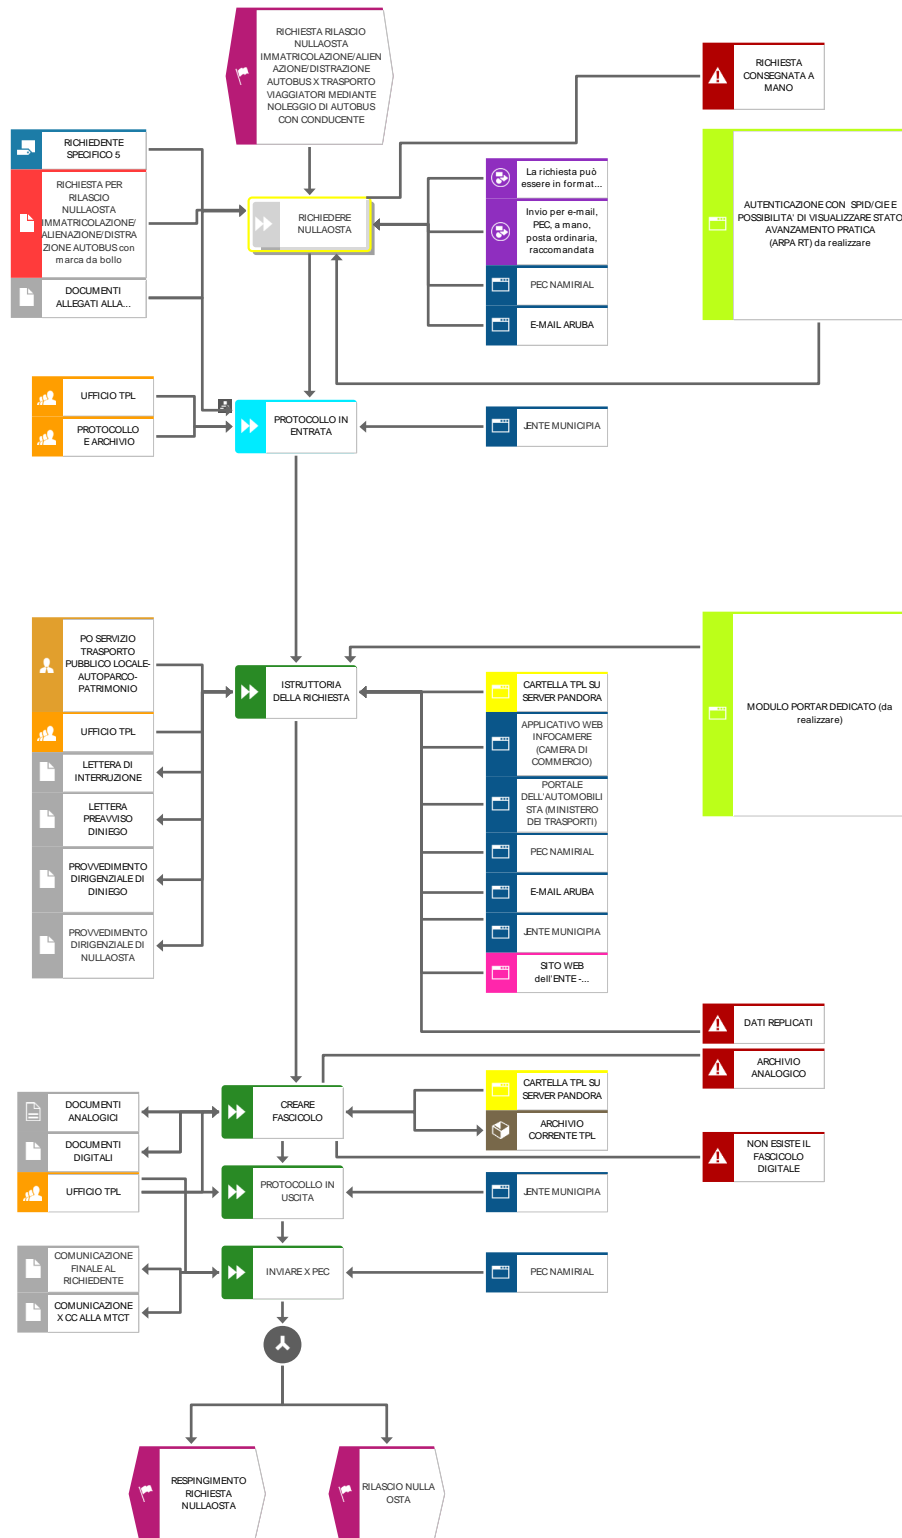 RICHIESTA RILASCIO
NULLAOSTA
IMMATRICOLAZIONE/ALIEN
AZIONE/DISTRAZIONE
AUTOBUS X TRASPORTO
VIAGGIATORI MEDIANTE
NOLEGGIO DI AUTOBUS
CON CONDUCENTE
RICHIESTA
CONSEGNATA A
MANO
RICHIEDENTE
SPECIFICO 5
RICHIESTA PER
RILASCIO
NULLAOSTA
IMMATRICOLAZIONE/
ALIENAZIONE/DISTRA
ZIONE AUTOBUS con
marca da bollo
DOCUMENTI
ALLEGATI ALLA...
RICHIEDERE
NULLAOSTA
La richiesta può
essere in format...
Invio per e-mail,
PEC, a mano,
posta ordinaria,
raccomandata
PEC NAMIRIAL
E-MAIL ARUBA
AUTENTICAZIONE CON SPID/CIE E
POSSIBILITA' DI VISUALIZZARE STATO
AVANZAMENTO PRATICA
(ARPA RT) da realizzare
UFFICIO TPL
PROTOCOLLO
E ARCHIVIO
PROTOCOLLO IN
ENTRATA
JENTE MUNICIPIA
PO SERVIZIO
TRASPORTO
PUBBLICO LOCALE-
AUTOPARCO-
PATRIMONIO
UFFICIO TPL
LETTERA DI
INTERRUZIONE
LETTERA
PREAVVISO
DINIEGO
PROVVEDIMENTO
DIRIGENZIALE DI
DINIEGO
PROVVEDIMENTO
DIRIGENZIALE DI
NULLAOSTA
ISTRUTTORIA
DELLA RICHIESTA
CARTELLA TPL SU
SERVER PANDORA
APPLICATIVO WEB
INFOCAMERE
(CAMERA DI
COMMERCIO)
PORTALE
DELL'AUTOMOBILI
STA (MINISTERO
DEI TRASPORTI)
PEC NAMIRIAL
E-MAIL ARUBA
JENTE MUNICIPIA
SITO WEB
dell'ENTE -...
MODULO PORTAR DEDICATO (da
realizzare)
DATI REPLICATI
ARCHIVIO
ANALOGICO
DOCUMENTI
ANALOGICI
DOCUMENTI
DIGITALI
UFFICIO TPL
CREARE
FASCICOLO
CARTELLA TPL SU
SERVER PANDORA
ARCHIVIO
CORRENTE TPL
NON ESISTE IL
FASCICOLO
DIGITALE
PROTOCOLLO IN
USCITA
JENTE MUNICIPIA
COMUNICAZIONE
FINALE AL
RICHIEDENTE
COMUNICAZIONE
X CC ALLA MTCT
INVIARE X PEC
PEC NAMIRIAL
RESPINGIMENTO
RICHIESTA
NULLAOSTA
RILASCIO NULLA
OSTA